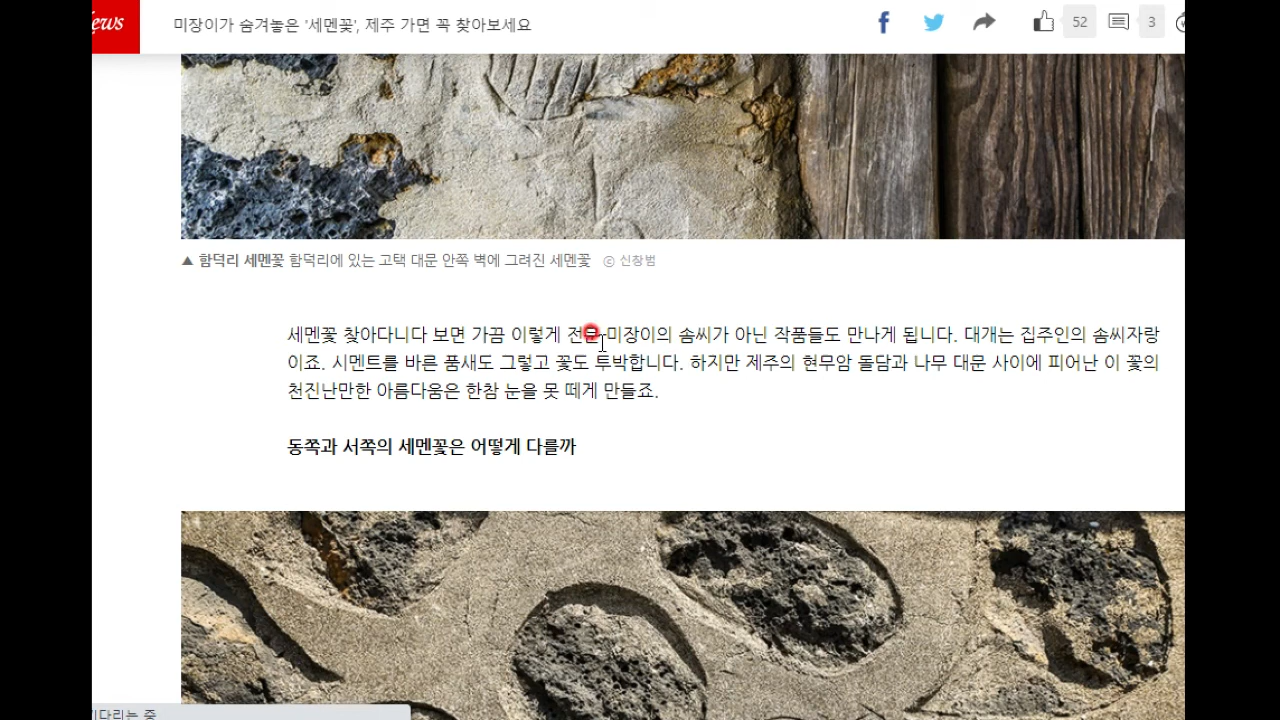 ews
미장이가 숨겨놓은 '세멘꽃', 제주 가면 꼭 찾아보세요
52
3
▲ 함덕리 세멘꽃 함덕리에 있는 고택 대문 안쪽 벽에 그려진 세멘꽃 ⓒ 신창범
세멘꽃 찾아다니다 보면 가끔 이렇게 전문 미장이의 솜씨가 아닌 작품들도 만나게 됩니다. 대개는 집주인의 솜씨자랑
이죠. 시멘트를 바른 품새도 그렇고 꽃도 투박합니다. 하지만 제주의 현무암 돌담과 나무 대문 사이에 피어난 이 꽃의
천진난만한 아름다움은 한참 눈을 못 떼게 만들죠.
동쪽과 서쪽의 세멘꽃은 어떻게 다를까
기다리는 중